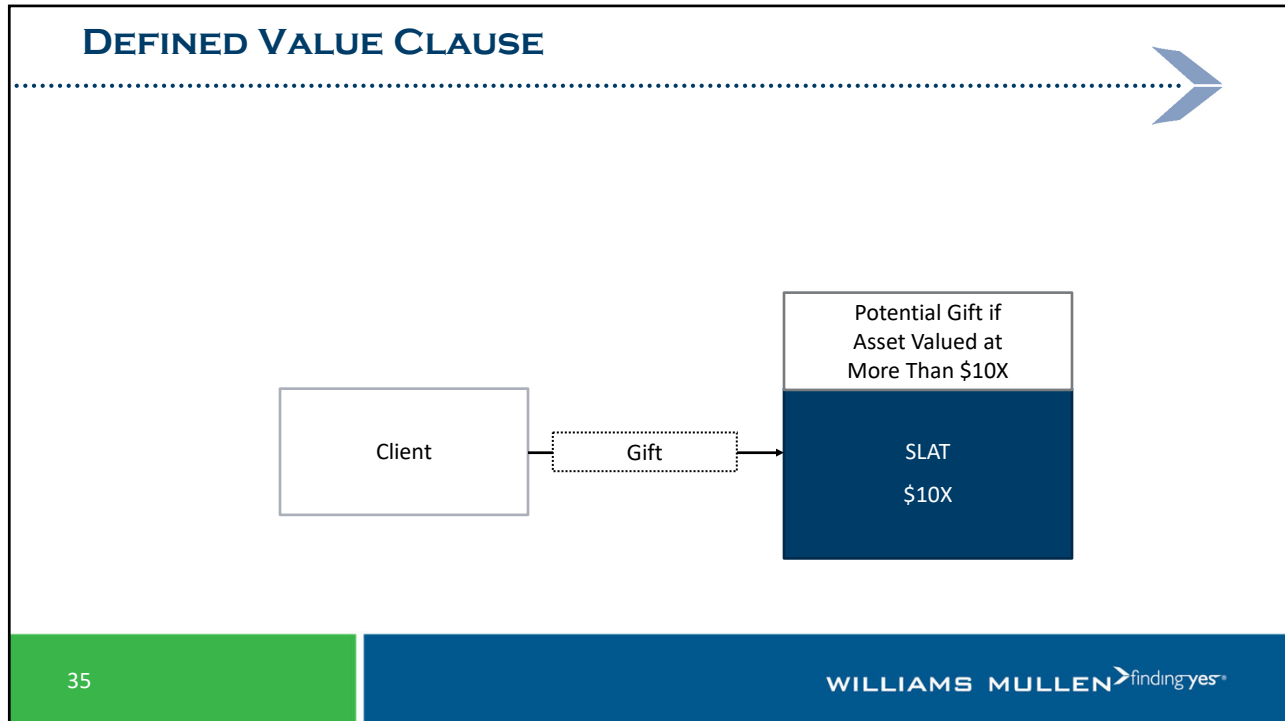 DEFINED VALUE CLAUSE
Potential Gift if
Asset Valued at
More Than $10X
Client
Gift
SLAT
$10X
35
WILLIAMS MULLEN finding yes